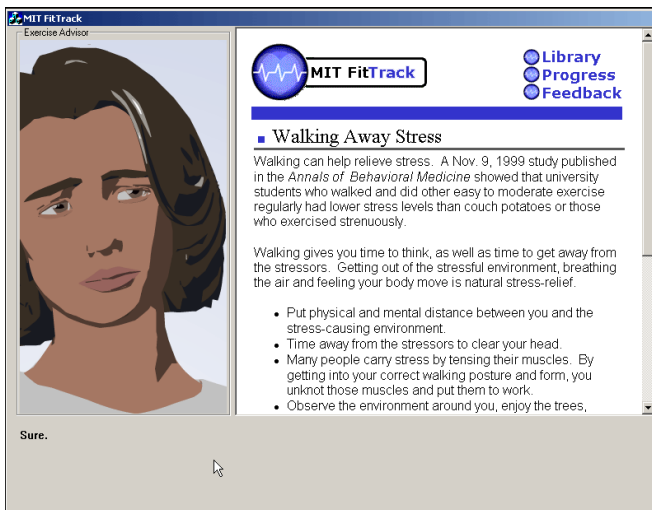 MIT FitTrack
Exercise Advisor
MIT FitTrack
Library
Progress
Feedback
Walking Away Stress
Walking can help relieve stress. A Nov. 9, 1999 study published
in the Annals of Behavioral Medicine showed that university
students who walked and did other easy to moderate exercise
regularly had lower stress levels than couch potatoes or those
who exercised strenuously.
Walking gives you time to think, as well as time to get away from
the stressors. Getting out of the stressful environment, breathing
the air and feeling your body move is natural stress-relief.
• Put physical and mental distance between you and the
stress-causing environment.
• Time away from the stressors to clear your head.
• Many people carry stress by tensing their muscles. By
getting into your correct walking posture and form, you
unknot those muscles and put them to work.
• Observe the environment around you, enjoy the trees,
Sure.